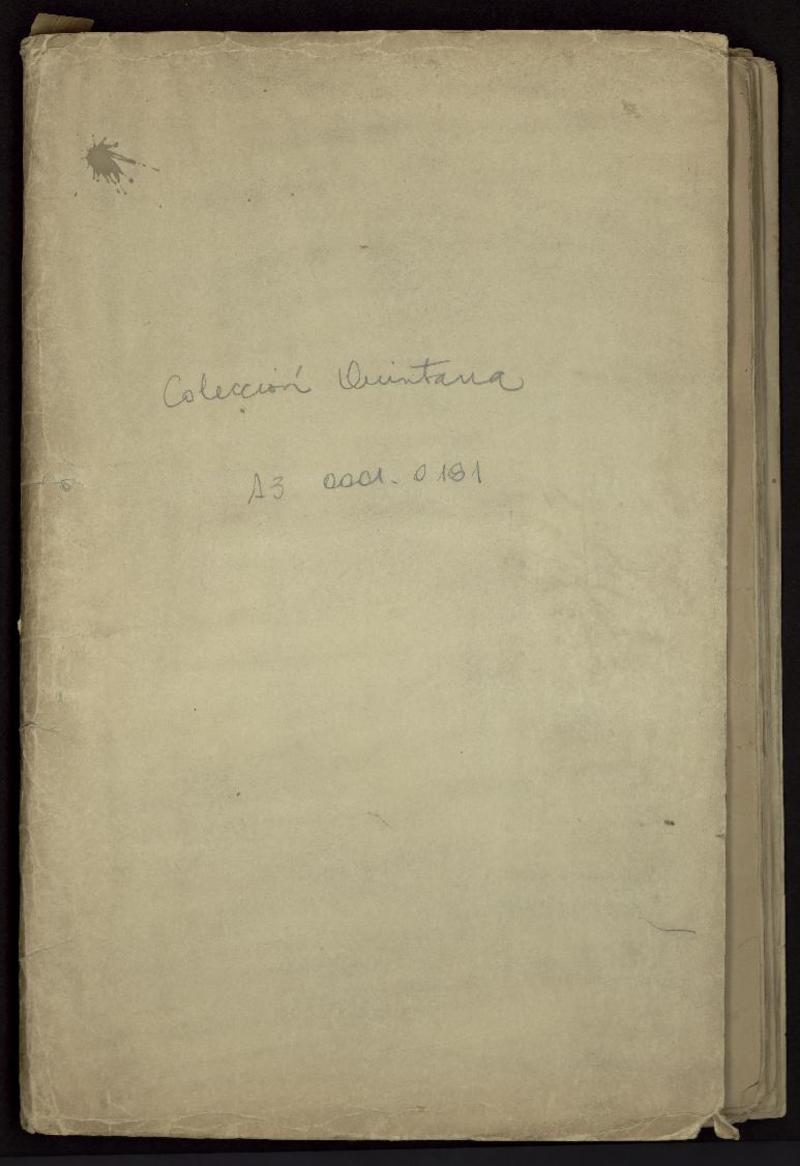 Colección Quintana
A3 0001. 0181